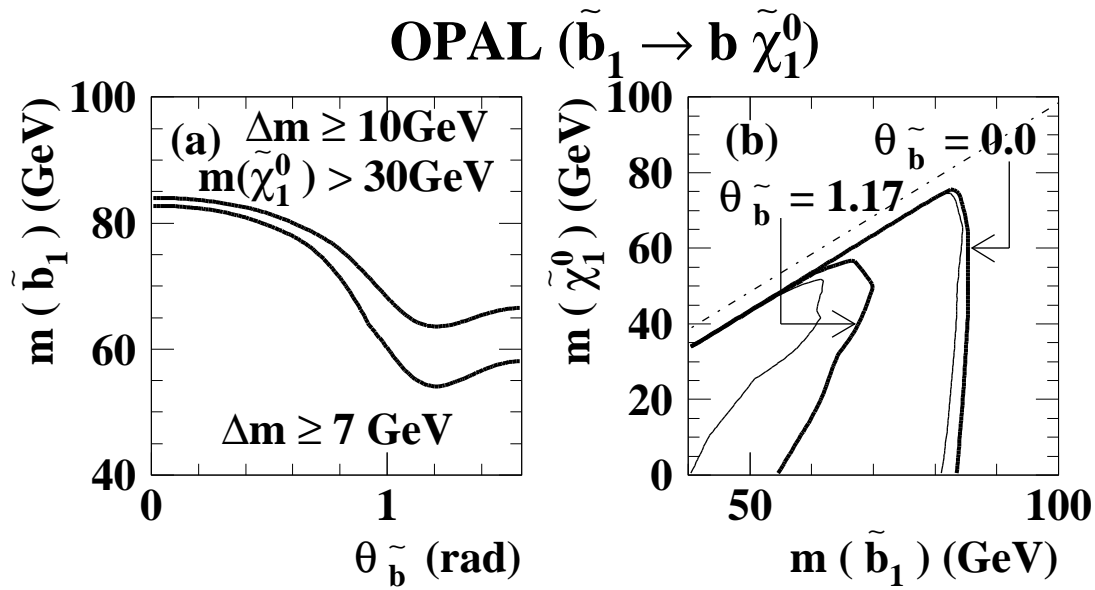 OPAL (b̃₁ → b χ̃₁⁰)
m ( b̃₁ ) (GeV)
100
80
60
40
(a) Δm ≥ 10GeV
m(χ̃₁⁰ ) > 30GeV
Δm ≥ 7 GeV
0
1
θ b̃ (rad)
m ( χ̃₁⁰ ) (GeV)
100
80
60
40
20
0
(b) θ b̃ = 0.0
θ b̃ = 1.17
50
100
m ( b̃₁ ) (GeV)